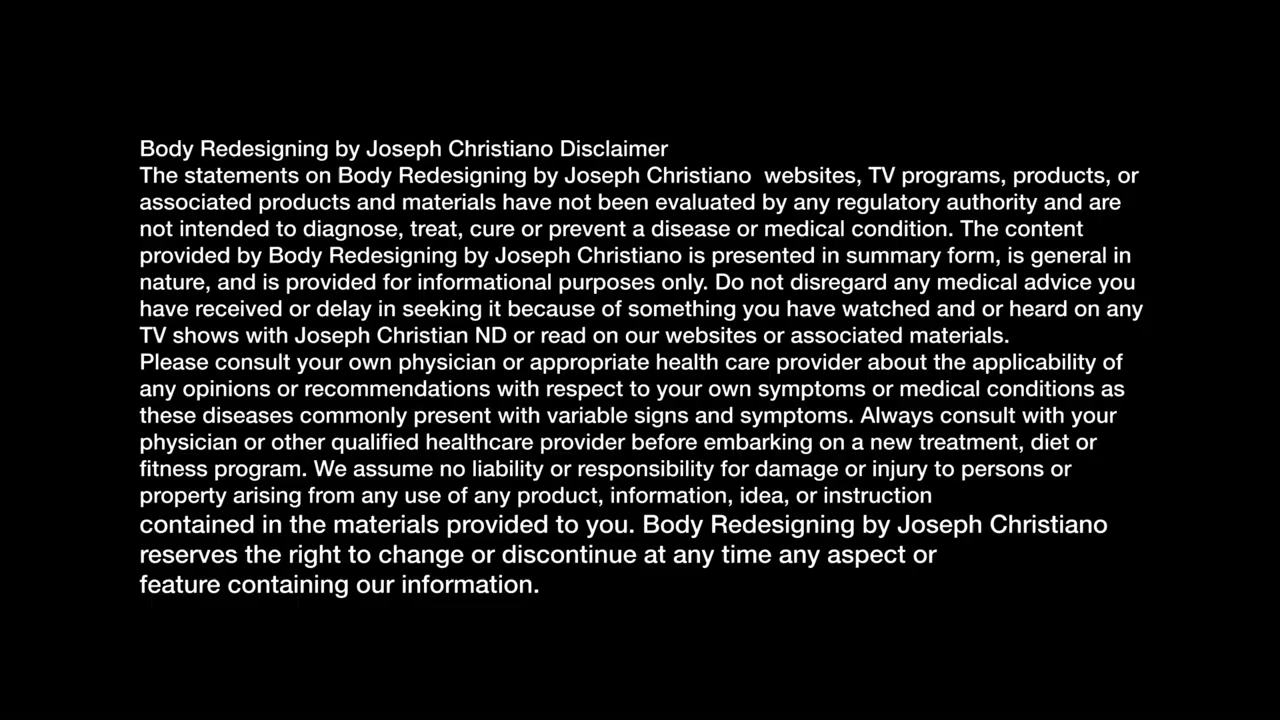 Body Redesigning by Joseph Christiano Disclaimer
The statements on Body Redesigning by Joseph Christiano  websites, TV programs, products, or
associated products and materials have not been evaluated by any regulatory authority and are
not intended to diagnose, treat, cure or prevent a disease or medical condition. The content
provided by Body Redesigning by Joseph Christiano is presented in summary form, is general in
nature, and is provided for informational purposes only. Do not disregard any medical advice you
have received or delay in seeking it because of something you have watched and or heard on any
TV shows with Joseph Christian ND or read on our websites or associated materials.
Please consult your own physician or appropriate health care provider about the applicability of
any opinions or recommendations with respect to your own symptoms or medical conditions as
these diseases commonly present with variable signs and symptoms. Always consult with your
physician or other qualified healthcare provider before embarking on a new treatment, diet or
fitness program. We assume no liability or responsibility for damage or injury to persons or
property arising from any use of any product, information, idea, or instruction
contained in the materials provided to you. Body Redesigning by Joseph Christiano
reserves the right to change or discontinue at any time any aspect or
feature containing our information.